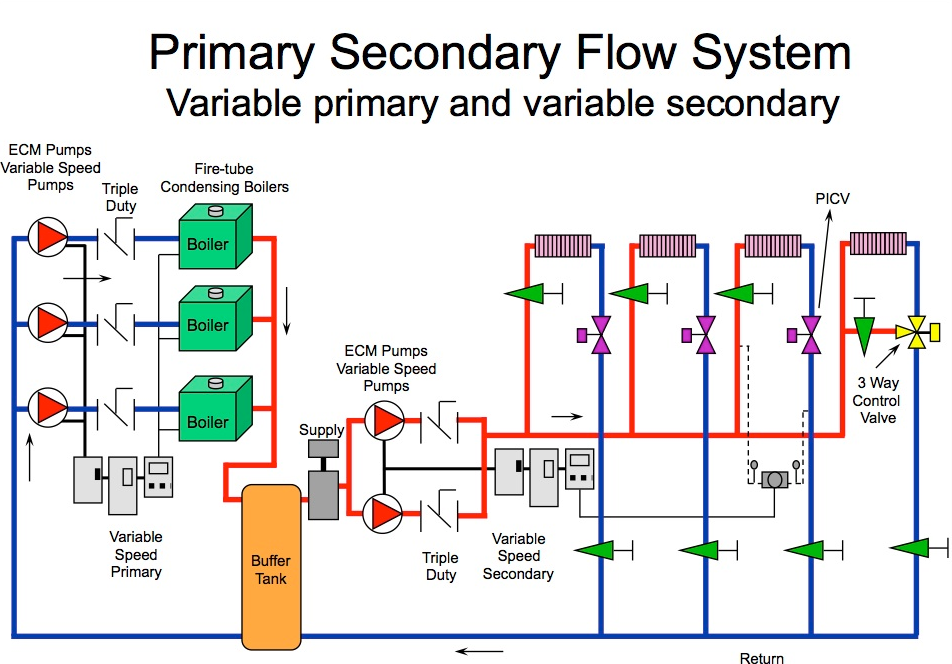 Primary Secondary Flow System
Variable primary and variable secondary
ECM Pumps
Variable Speed
Pumps
Triple
Duty
Fire-tube
Condensing Boilers
Boiler
Boiler
Boiler
Variable
Speed
Primary
Supply
Buffer
Tank
ECM Pumps
Variable Speed
Pumps
Triple
Duty
Variable
Speed
Secondary
PICV
3 Way
Control
Valve
Return